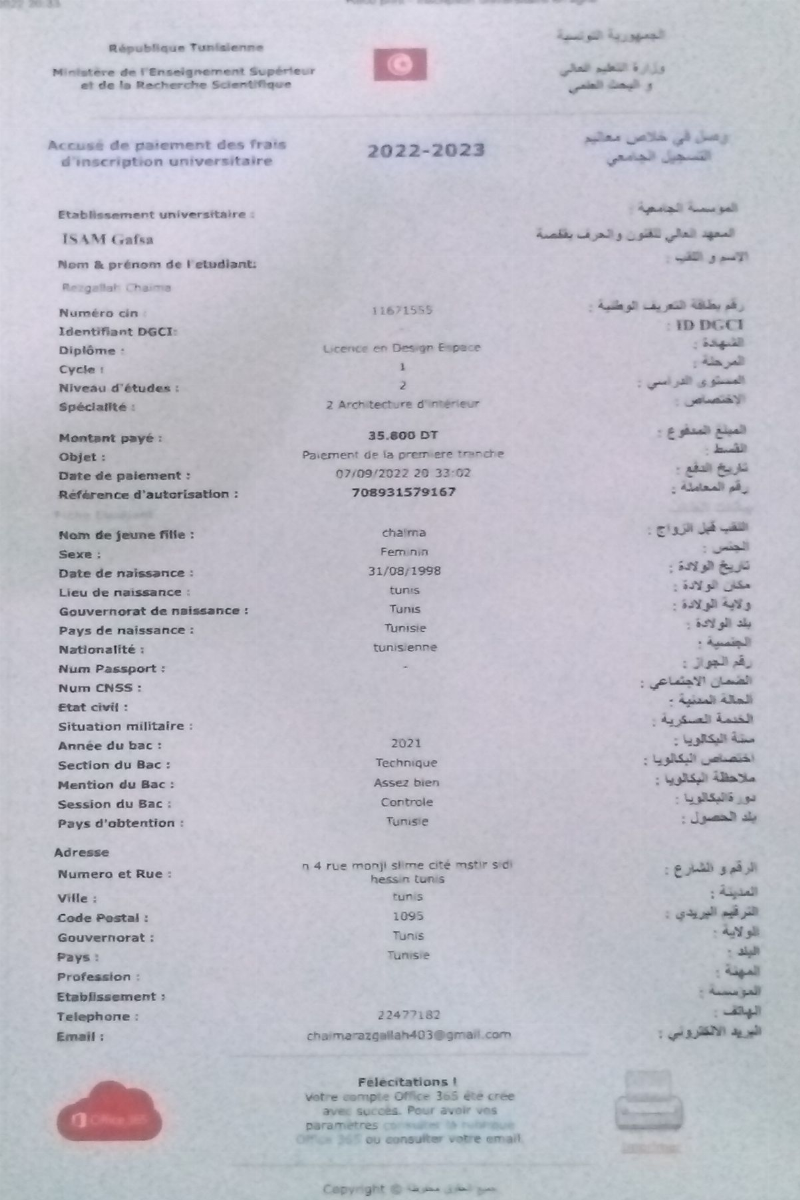 République Tunisienne
Ministère de l'Enseignement Supérieur
et de la Recherche Scientifique
الجمهورية التونسية
وزارة التعليم العالي
و البحث العلمي
Accusé de paiement des frais
d'inscription universitaire
2022-2023
وصل في خلاص معاليم
التسجيل الجامعي
Etablissement universitaire :
المؤسسة الجامعية :
ISAM Gafsa
المعهد العالي للفنون والحرف بقفصة
Nom & prénom de l'etudiant:
الاسم و اللقب :
Rezgallah Chaima
Numéro cin : 11671555 رقم بطاقة التعريف الوطنية :
Identifiant DGCI: : ID DGCI
Diplôme : Licence en Design Espace الشهادة :
Cycle : 1 المرحلة :
Niveau d'études : 2 المستوى الدراسي :
Spécialité : 2 Architecture d'intérieur الاختصاص :
Montant payé : 35.800 DT المبلغ المدفوع :
Objet : Paiement de la premiere tranche القسط :
Date de paiement : 07/09/2022 20:33:02 تاريخ الدفع :
Référence d'autorisation : 708931579167 رقم المعاملة :
Nom de jeune fille : chaima اللقب قبل الزواج :
Sexe : Feminin الجنس :
Date de naissance : 31/08/1998 تاريخ الولادة :
Lieu de naissance : tunis مكان الولادة :
Gouvernorat de naissance : Tunis ولاية الولادة :
Pays de naissance : Tunisie بلد الولادة :
Nationalité : tunisienne الجنسية :
Num Passport : - رقم الجواز :
Num CNSS : الضمان الاجتماعي :
Etat civil : الحالة المدنية :
Situation militaire : الخدمة العسكرية :
Année du bac : 2021 سنة البكالوريا :
Section du Bac : Technique اختصاص البكالوريا :
Mention du Bac : Assez bien ملاحظة البكالوريا :
Session du Bac : Controle دورة البكالوريا :
Pays d'obtention : Tunisie بلد الحصول :
Adresse
Numero et Rue : n 4 rue monji slime cité mstir sidi الرقم و الشارع :
hessin tunis
Ville : tunis المدينة :
Code Postal : 1095 الترقيم البريدي :
Gouvernorat : Tunis الولاية :
Pays : Tunisie البلد :
Profession : المهنة :
Etablissement : المؤسسة :
Telephone : 22477182 الهاتف :
Email : chaimarazgallah403@gmail.com البريد الالكتروني :
Félecitations !
Votre compte Office 365 été crée
avec succès. Pour avoir vos
paramètres consulter la rubrique
Office 365 ou consulter votre email
Office 365
Copyright © جميع الحقوق محفوظة